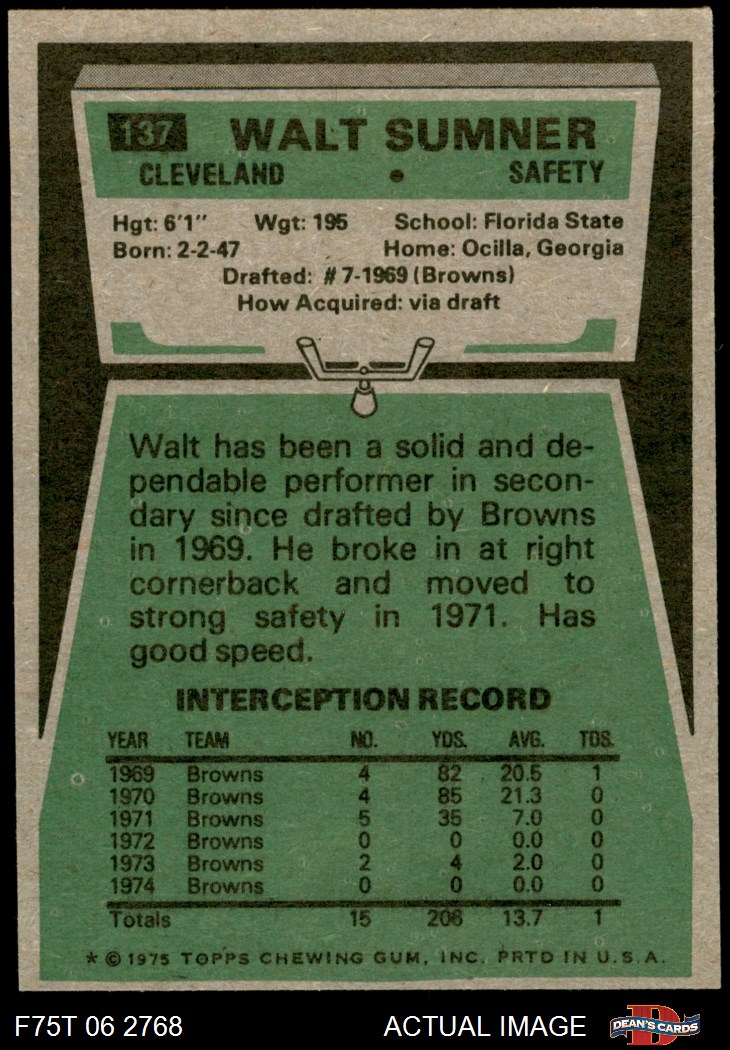 137 WALT SUMNER
CLEVELAND • SAFETY
Hgt: 6'1" Wgt: 195 School: Florida State
Born: 2-2-47 Home: Ocilla, Georgia
Drafted: #7-1969 (Browns)
How Acquired: via draft
Walt has been a solid and de-
pendable performer in secon-
dary since drafted by Browns
in 1969. He broke in at right
cornerback and moved to
strong safety in 1971. Has
good speed.
INTERCEPTION RECORD
YEAR TEAM NO. YDS. AVG. TDS.
1969 Browns 4 82 20.5 1
1970 Browns 4 85 21.3 0
1971 Browns 5 35 7.0 0
1972 Browns 0 0 0.0 0
1973 Browns 2 4 2.0 0
1974 Browns 0 0 0.0 0
Totals 15 206 13.7 1
* © 1975 TOPPS CHEWING GUM, INC. PRTD IN U.S.A.
F75T 06 2768 ACTUAL IMAGE D DEAN'S CARDS